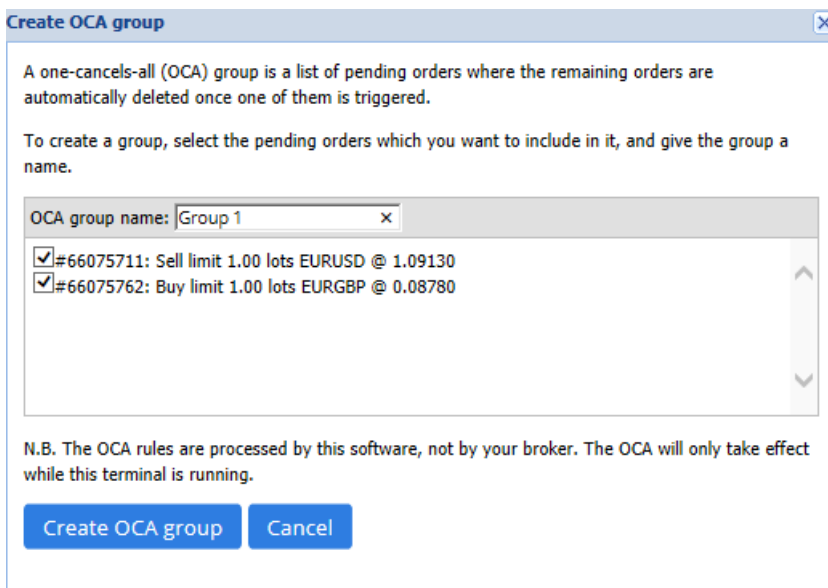 Create OCA group
A one-cancels-all (OCA) group is a list of pending orders where the remaining orders are
automatically deleted once one of them is triggered.
To create a group, select the pending orders which you want to include in it, and give the group a
name.
OCA group name: Group 1
#66075711: Sell limit 1.00 lots EURUSD @ 1.09130
#66075762: Buy limit 1.00 lots EURGBP @ 0.08780
N.B. The OCA rules are processed by this software, not by your broker. The OCA will only take effect
while this terminal is running.
Create OCA group Cancel